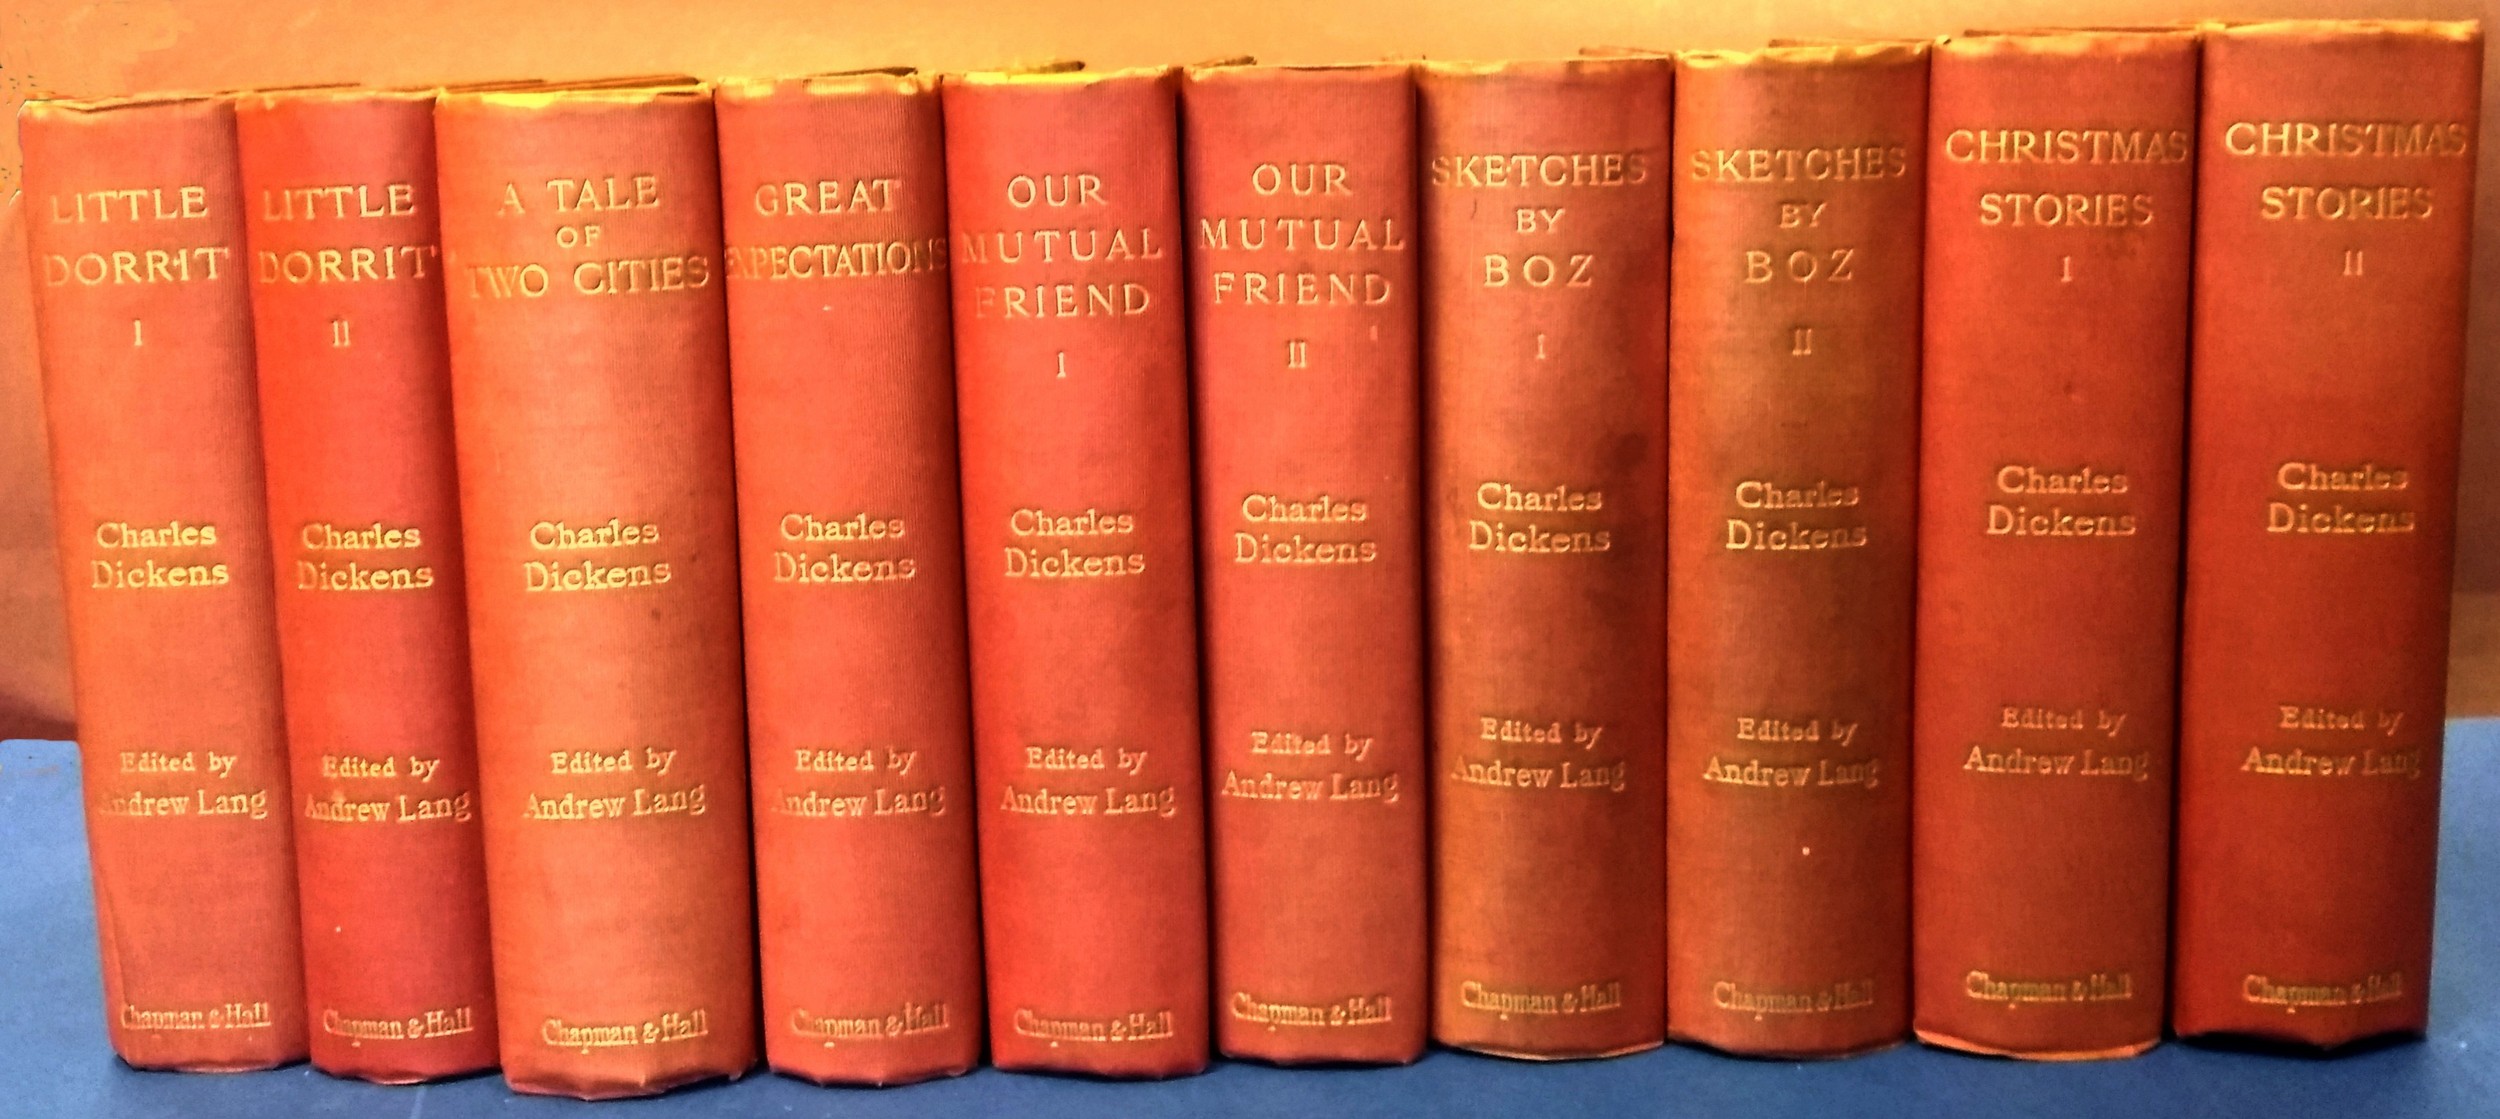 LITTLE
DORRIT
I
Charles
Dickens
Edited by
Andrew Lang
Chapman & Hall
LITTLE
DORRIT
II
Charles
Dickens
Edited by
Andrew Lang
Chapman & Hall
A TALE
OF
TWO CITIES
Charles
Dickens
Edited by
Andrew Lang
Chapman & Hall
GREAT
EXPECTATIONS
Charles
Dickens
Edited by
Andrew Lang
Chapman & Hall
OUR
MUTUAL
FRIEND
I
Charles
Dickens
Edited by
Andrew Lang
Chapman & Hall
OUR
MUTUAL
FRIEND
II
Charles
Dickens
Edited by
Andrew Lang
Chapman & Hall
SKETCHES
BY
BOZ
I
Charles
Dickens
Edited by
Andrew Lang
Chapman & Hall
SKETCHES
BY
BOZ
II
Charles
Dickens
Edited by
Andrew Lang
Chapman & Hall
CHRISTMAS
STORIES
I
Charles
Dickens
Edited by
Andrew Lang
Chapman & Hall
CHRISTMAS
STORIES
II
Charles
Dickens
Edited by
Andrew Lang
Chapman & Hall